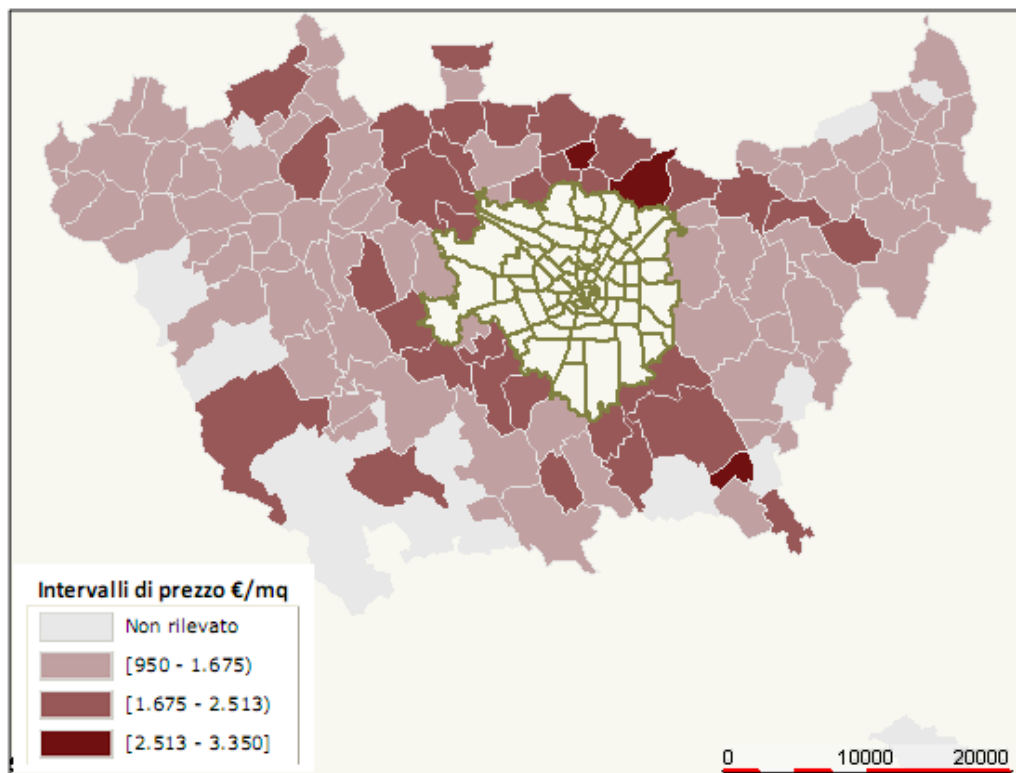 Intervalli di prezzo €/mq
Non rilevato
[950 - 1.675)
[1.675 - 2.513)
[2.513 - 3.350]
0 10000 20000